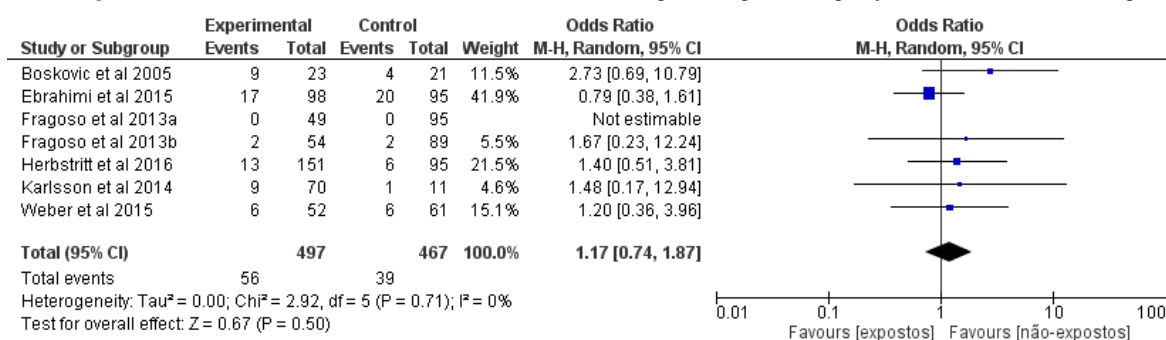 Experimental Control Odds Ratio Odds Ratio
Study or Subgroup Events Total Events Total Weight M-H, Random, 95% CI M-H, Random, 95% CI
Boskovic et al 2005 9 23 4 21 11.5% 2.73 [0.69, 10.79]
Ebrahimi et al 2015 17 98 20 95 41.9% 0.79 [0.38, 1.61]
Fragoso et al 2013a 0 49 0 95 Not estimable
Fragoso et al 2013b 2 54 2 89 5.5% 1.67 [0.23, 12.24]
Herbstritt et al 2016 13 151 6 95 21.5% 1.40 [0.51, 3.81]
Karlsson et al 2014 9 70 1 11 4.6% 1.48 [0.17, 12.94]
Weber et al 2015 6 52 6 61 15.1% 1.20 [0.36, 3.96]
Total (95% CI) 497 467 100.0% 1.17 [0.74, 1.87]
Total events 56 39
Heterogeneity: Tau² = 0.00; Chi² = 2.92, df = 5 (P = 0.71); I² = 0%
Test for overall effect: Z = 0.67 (P = 0.50)
0.01 0.1 1 10 100
Favours [expostos] Favours [não-expostos]